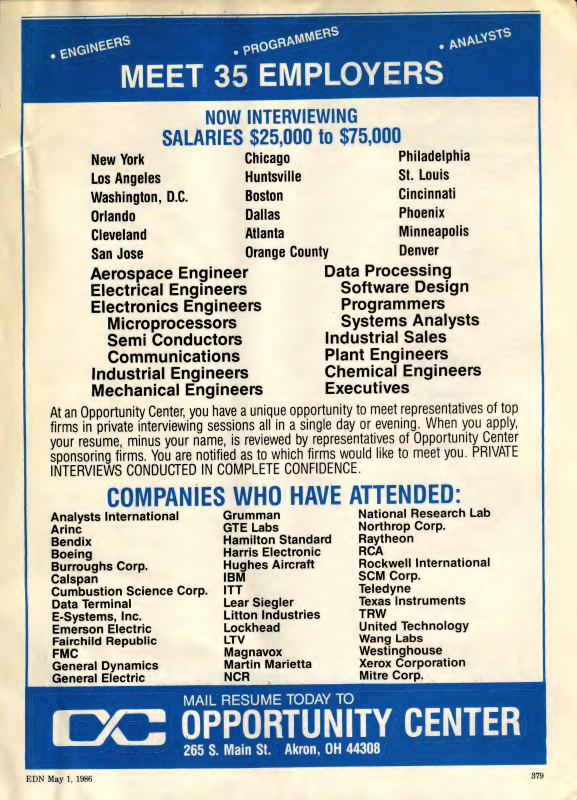 • ENGINEERS
• PROGRAMMERS
• ANALYSTS
MEET 35 EMPLOYERS
NOW INTERVIEWING
SALARIES $25,000 to $75,000
New York
Los Angeles
Washington, D.C.
Orlando
Cleveland
San Jose
Chicago
Huntsville
Boston
Dallas
Atlanta
Orange County
Philadelphia
St. Louis
Cincinnati
Phoenix
Minneapolis
Denver
Aerospace Engineer
Electrical Engineers
Electronics Engineers
Microprocessors
Semi Conductors
Communications
Industrial Engineers
Mechanical Engineers
Data Processing
Software Design
Programmers
Systems Analysts
Industrial Sales
Plant Engineers
Chemical Engineers
Executives
At an Opportunity Center, you have a unique opportunity to meet representatives of top
firms in private interviewing sessions all in a single day or evening. When you apply,
your resume, minus your name, is reviewed by representatives of Opportunity Center
sponsoring firms. You are notified as to which firms would like to meet you. PRIVATE
INTERVIEWS CONDUCTED IN COMPLETE CONFIDENCE.
COMPANIES WHO HAVE ATTENDED:
Analysts International
Arinc
Bendix
Boeing
Burroughs Corp.
Calspan
Cumbustion Science Corp.
Data Terminal
E-Systems, Inc.
Emerson Electric
Fairchild Republic
FMC
General Dynamics
General Electric
Grumman
GTE Labs
Hamilton Standard
Harris Electronic
Hughes Aircraft
IBM
ITT
Lear Siegler
Litton Industries
Lockhead
LTV
Magnavox
Martin Marietta
NCR
National Research Lab
Northrop Corp.
Raytheon
RCA
Rockwell International
SCM Corp.
Teledyne
Texas Instruments
TRW
United Technology
Wang Labs
Westinghouse
Xerox Corporation
Mitre Corp.
MAIL RESUME TODAY TO
OPPORTUNITY CENTER
265 S. Main St. Akron, OH 44308
EDN May 1, 1986
379